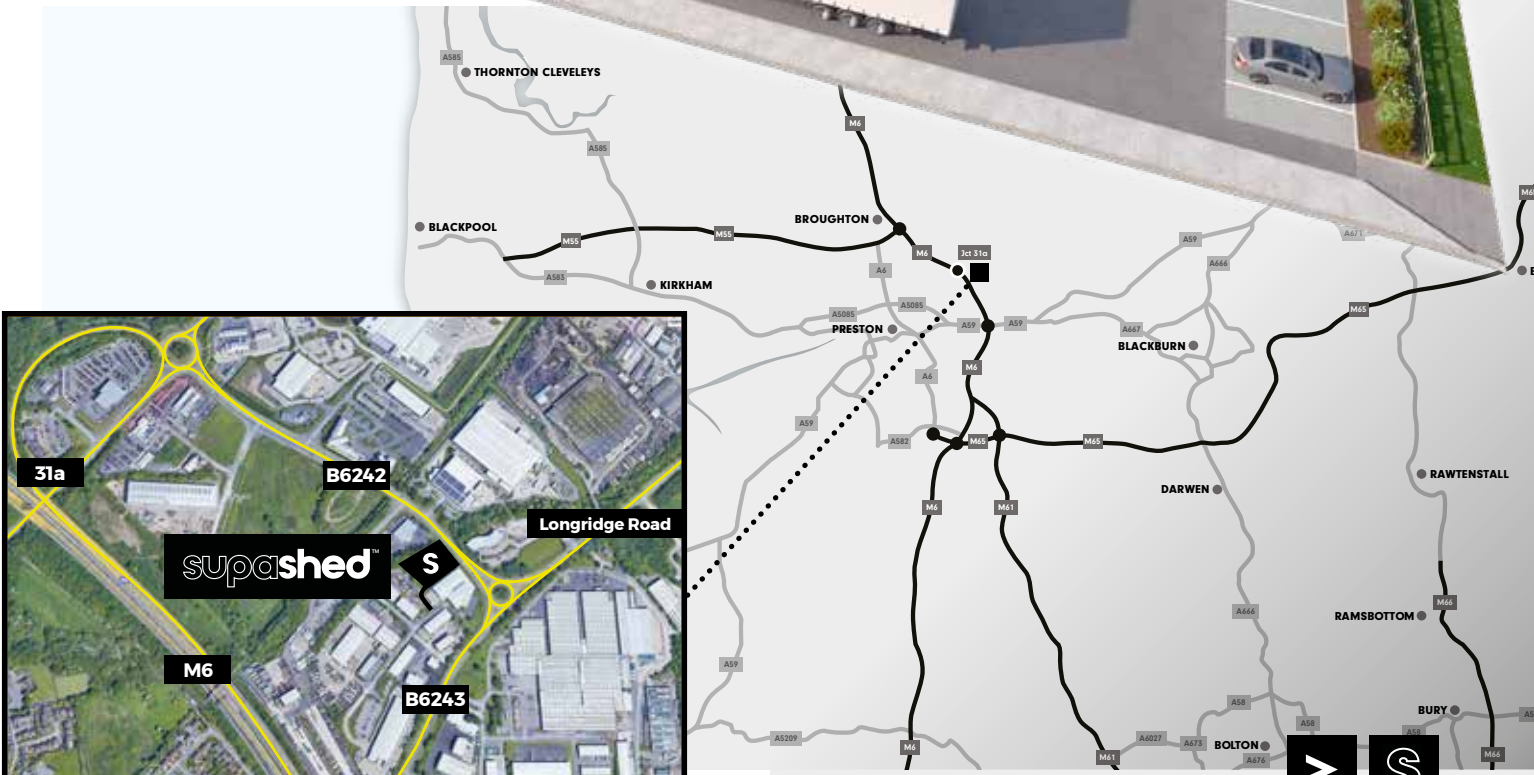 A585
THORNTON CLEVELEYS
M6
A585
BROUGHTON
BLACKPOOL
M55
M55
M6
Jct 31a
A59
A671
A666
A583
A6
KIRKHAM
A5085
A5085
PRESTON
A59
A59
A667
M65
BLACKBURN
M6
A6
A59
A582
M65
M65
RAWTENSTALL
DARWEN
M6
M61
A666
M66
RAMSBOTTOM
A59
A58
BURY
A58
A58
A5209
M6
A6027
A673
BOLTON
M61
A676
M66
31a
B6242
Longridge Road
supashed™
S
M6
B6243
S